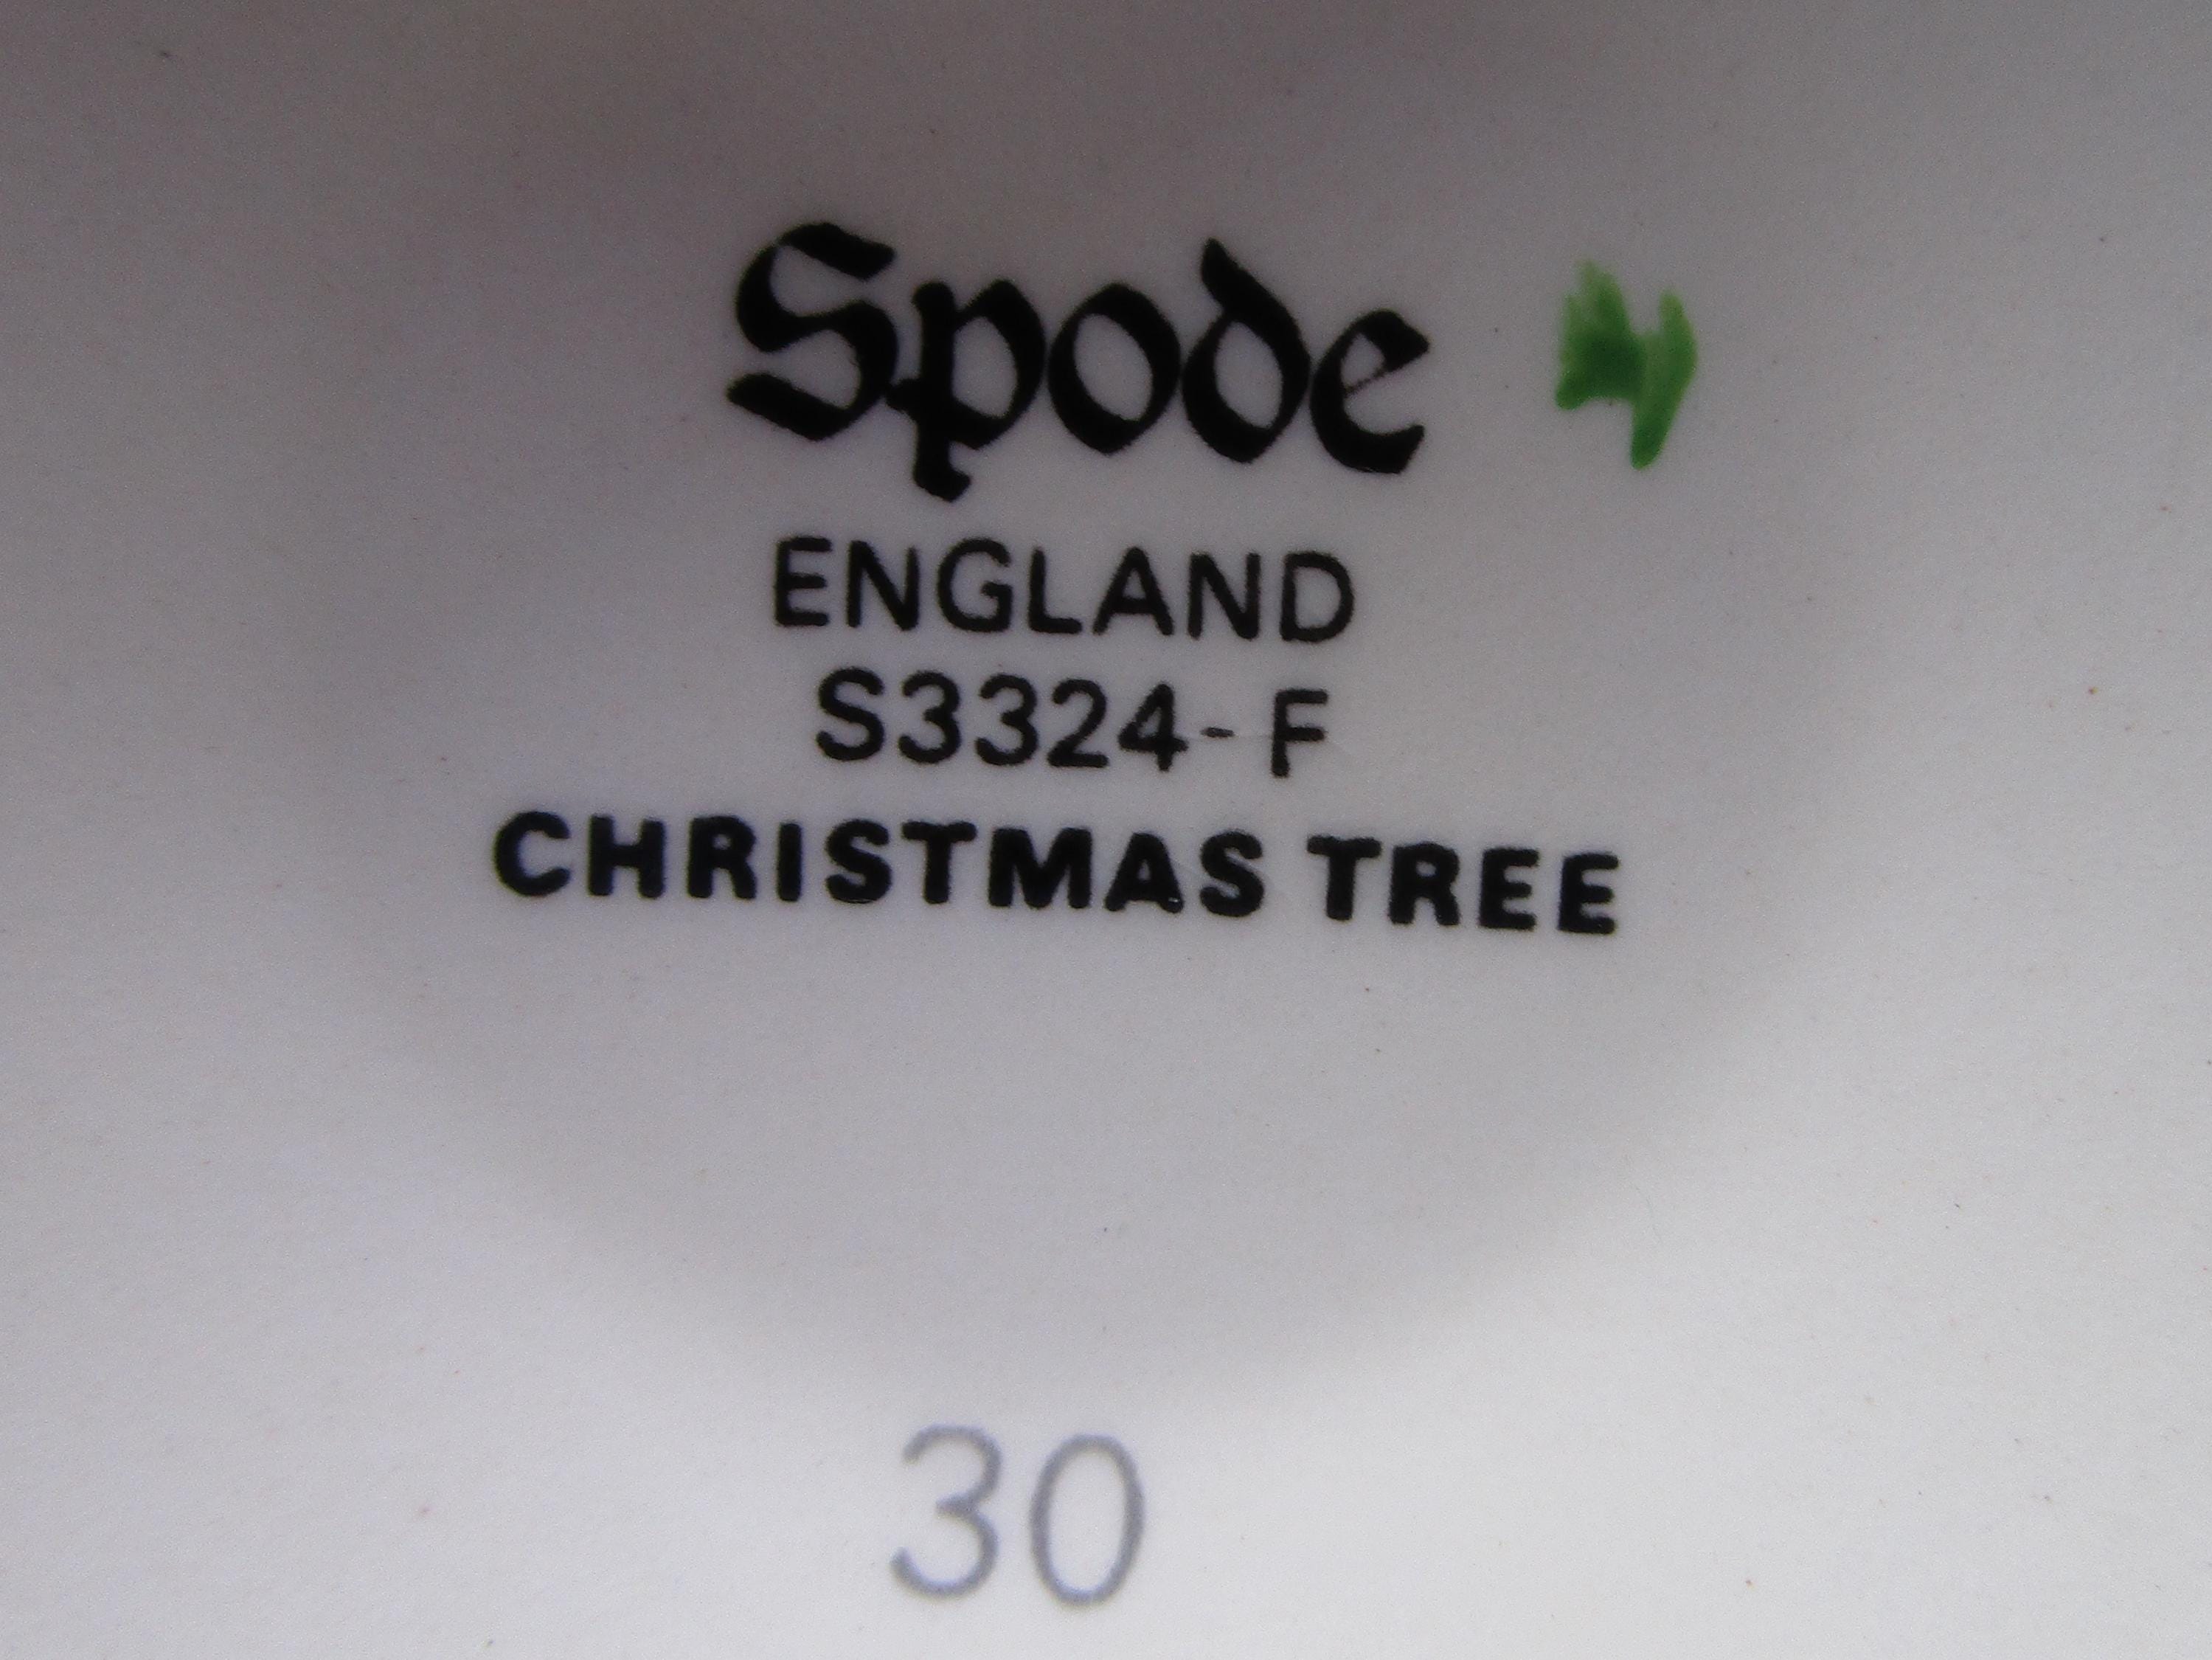 Spode
ENGLAND
S3324-F
CHRISTMAS TREE
30